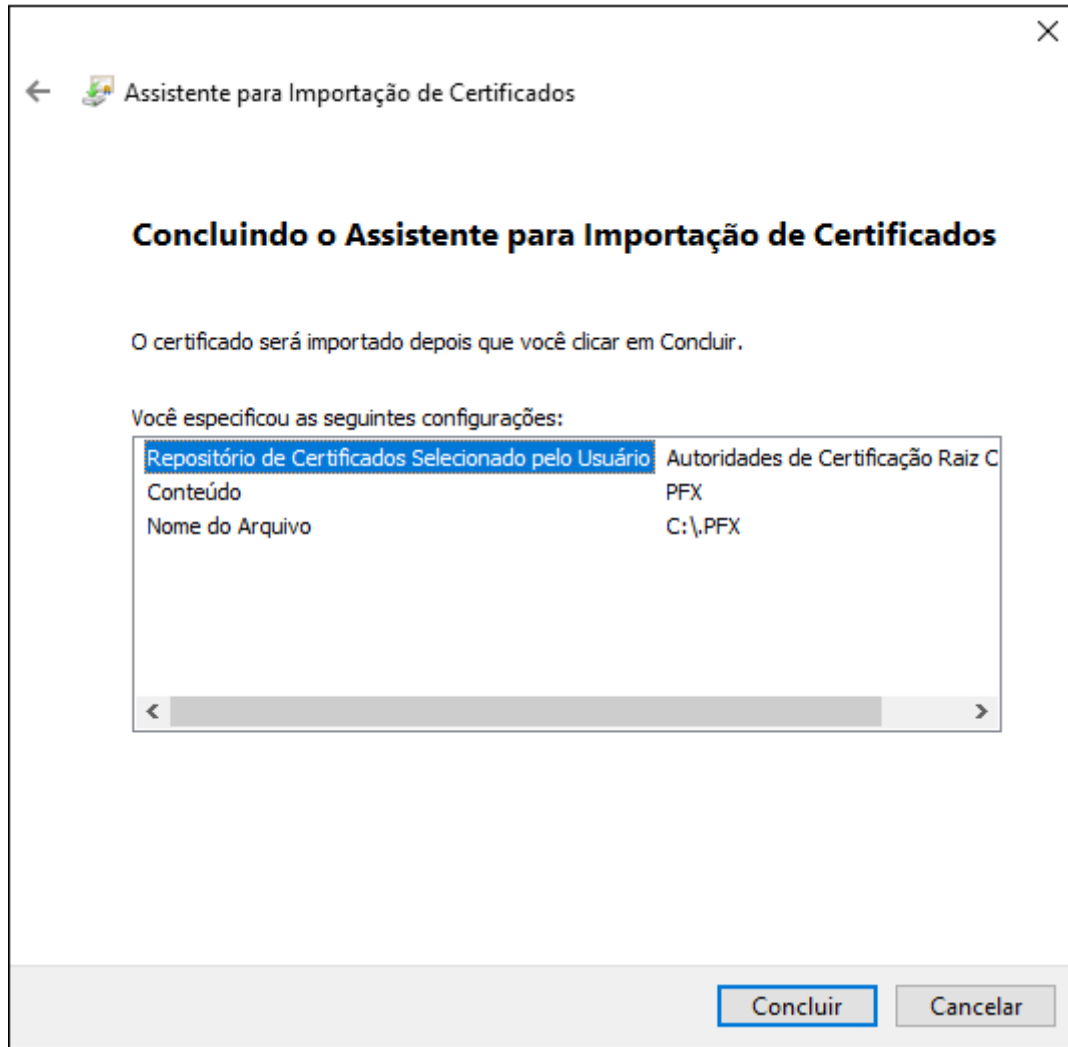 Assistente para Importação de Certificados
Concluindo o Assistente para Importação de Certificados
O certificado será importado depois que você clicar em Concluir.
Você especificou as seguintes configurações:
Repositório de Certificados Selecionado pelo Usuário Autoridades de Certificação Raiz C
Conteúdo PFX
Nome do Arquivo C:\.PFX
Concluir Cancelar